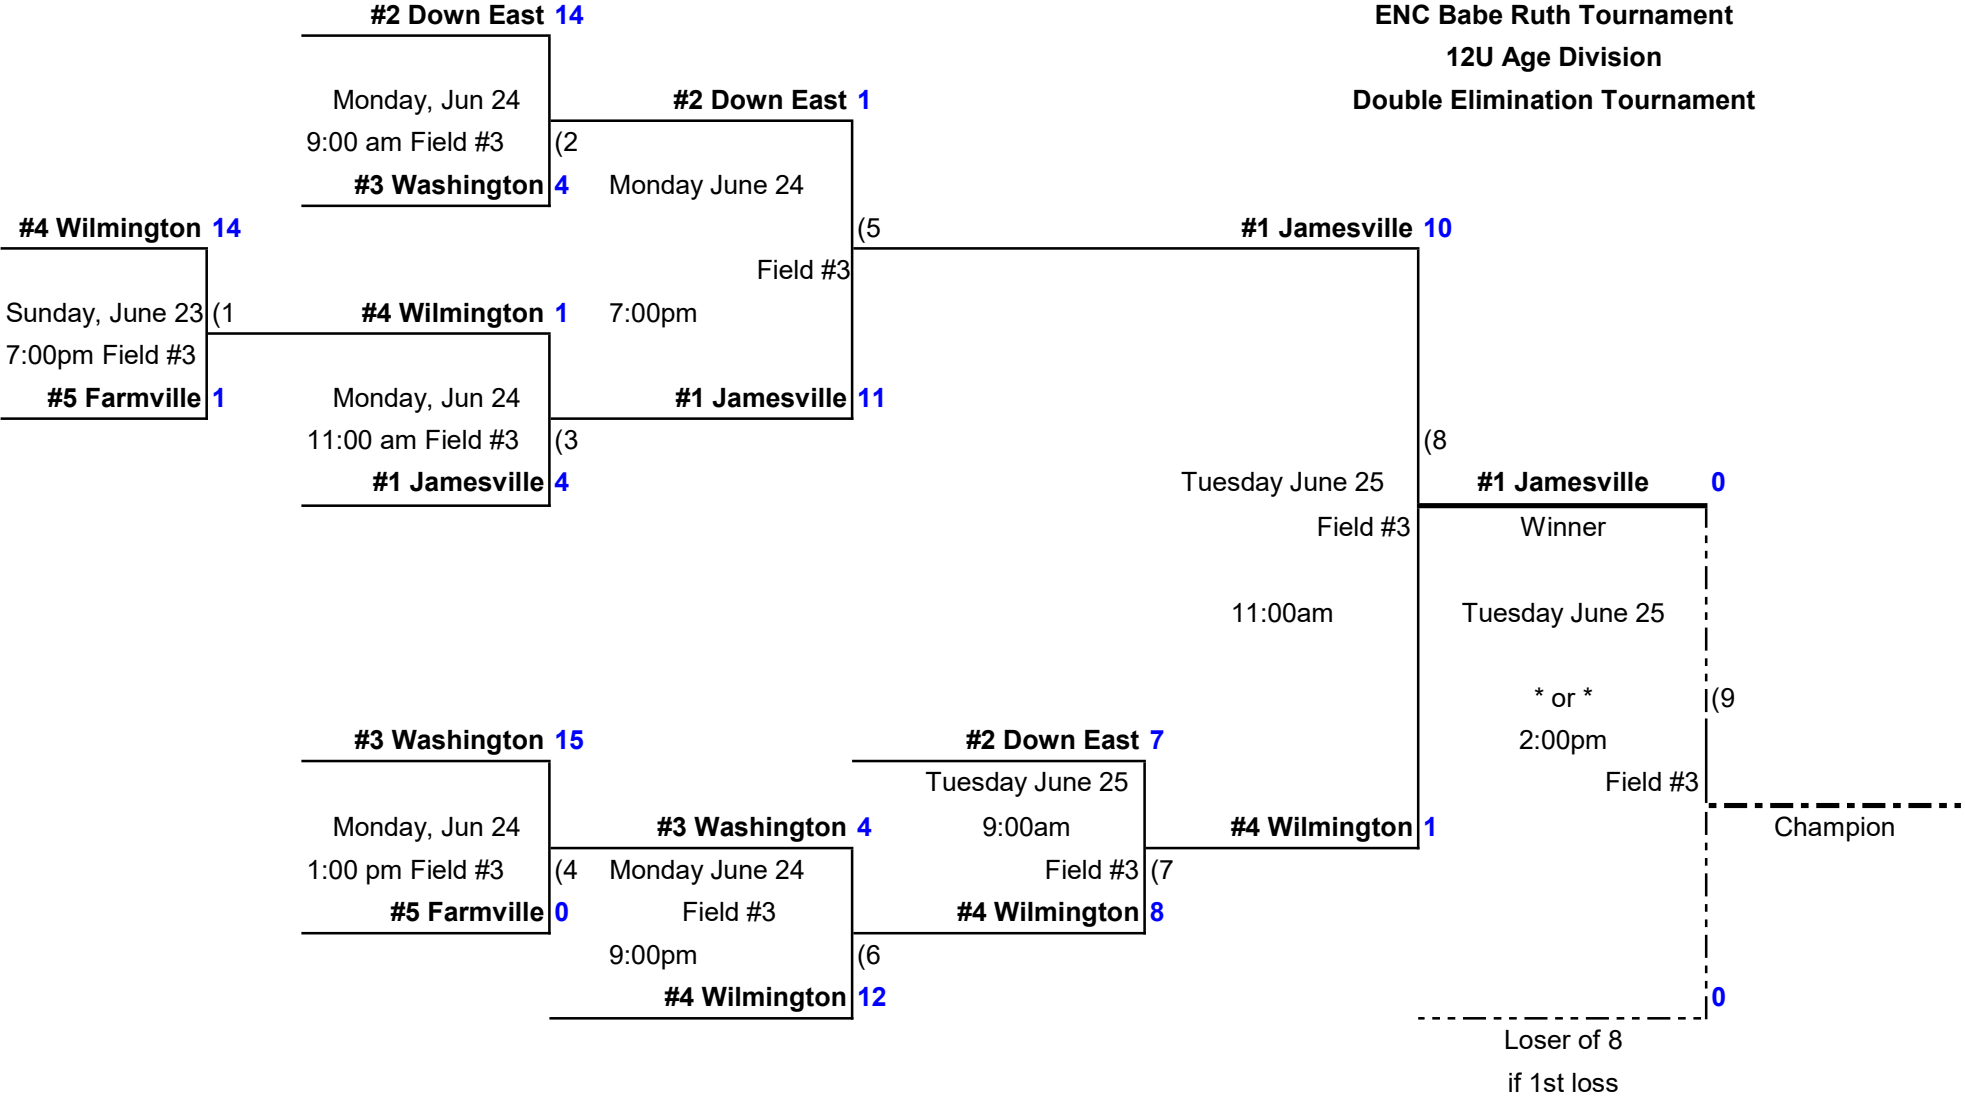 #2 Down East 14
ENC Babe Ruth Tournament
12U Age Division
Monday, Jun 24
#2 Down East 1
Double Elimination Tournament
9:00 am Field #3
(2
#3 Washington 4
Monday June 24
#4 Wilmington 14
(5
#1 Jamesville 10
Field #3
Sunday, June 23 (1
#4 Wilmington 1
7:00pm
7:00pm Field #3
#5 Farmville 1
Monday, Jun 24
#1 Jamesville 11
11:00 am Field #3
(3
(8
#1 Jamesville 4
Tuesday June 25
#1 Jamesville 0
Field #3
Winner
11:00am
Tuesday June 25
* or *
(9
#3 Washington 15
#2 Down East 7
2:00pm
Tuesday June 25
Field #3
Monday, Jun 24
#3 Washington 4
9:00am
#4 Wilmington 1
Champion
1:00 pm Field #3
(4
Monday June 24
Field #3
(7
#5 Farmville 0
Field #3
#4 Wilmington 8
9:00pm
(6
#4 Wilmington 12
0
Loser of 8
if 1st loss